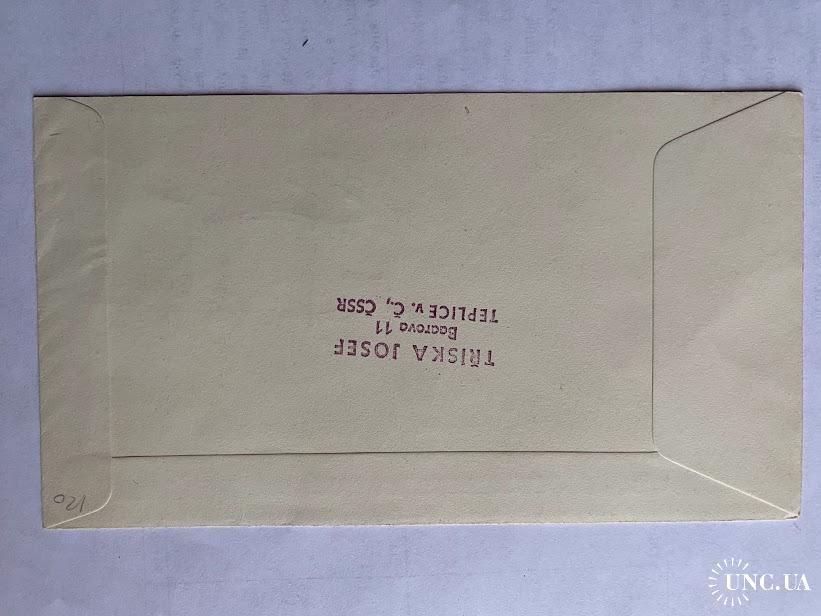 TŘÍSKA JOSEF
Baarova 11
TEPLICE v. Č., ČSSR
120
UNC.UA